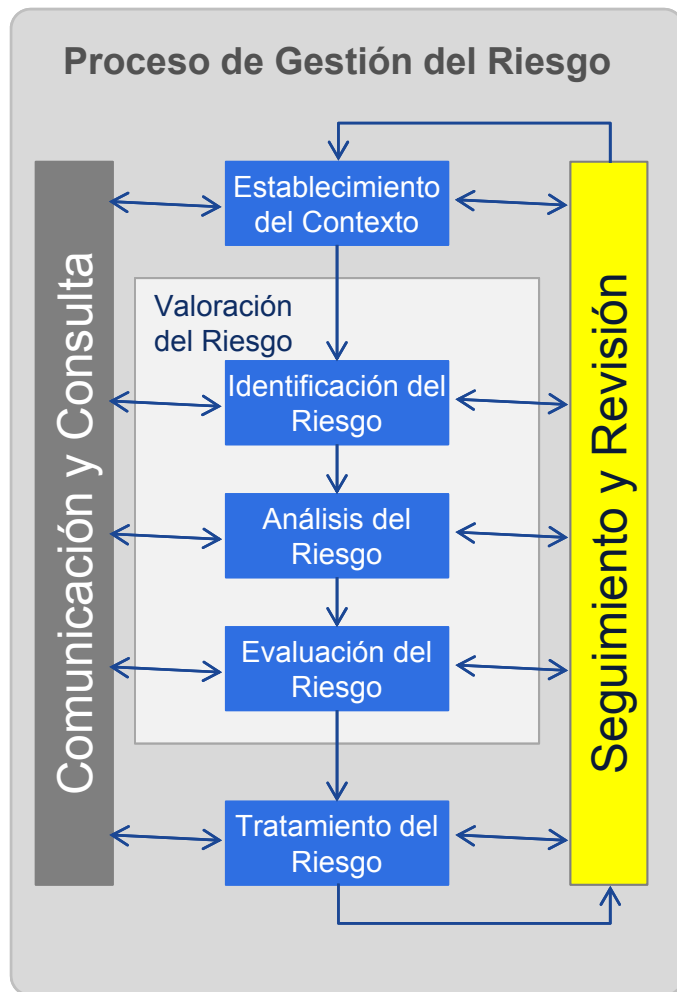 Proceso de Gestión del Riesgo
Establecimiento
del Contexto
Comunicación y Consulta
Valoración
del Riesgo
Identificación del
Riesgo
Análisis del
Riesgo
Evaluación del
Riesgo
Tratamiento del
Riesgo
Seguimiento y Revisión